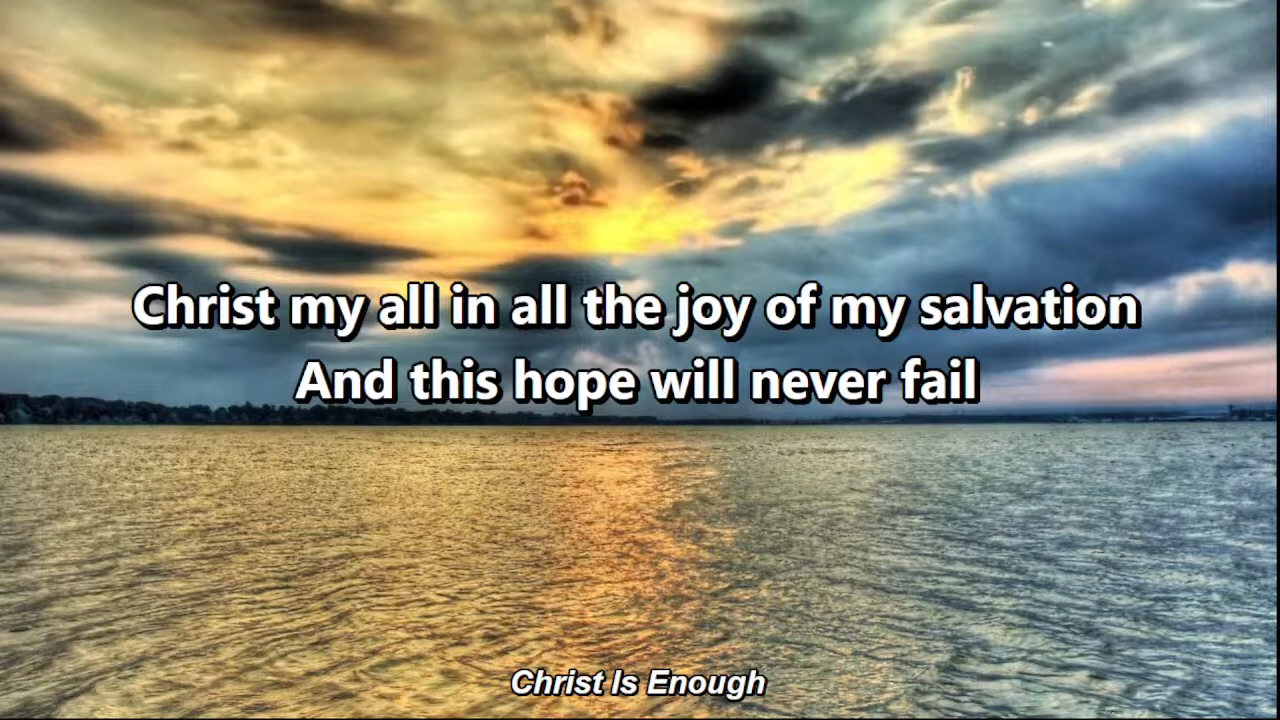 Christ my all in all the joy of my salvation
And this hope will never fail
Christ Is Enough